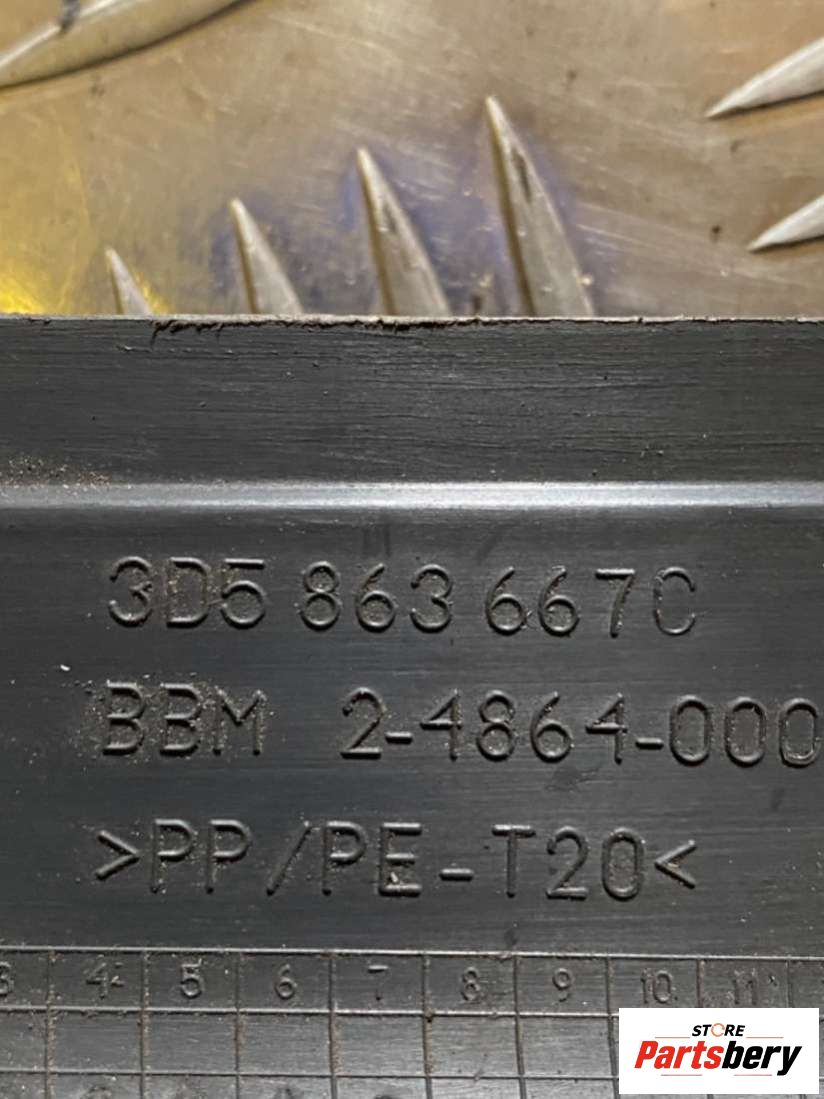 3D5 863 667C
BBM 2-4864-000
>PP/PE-T20<
3 4 5 6 7 8 9 10 11
STORE
Partsbery